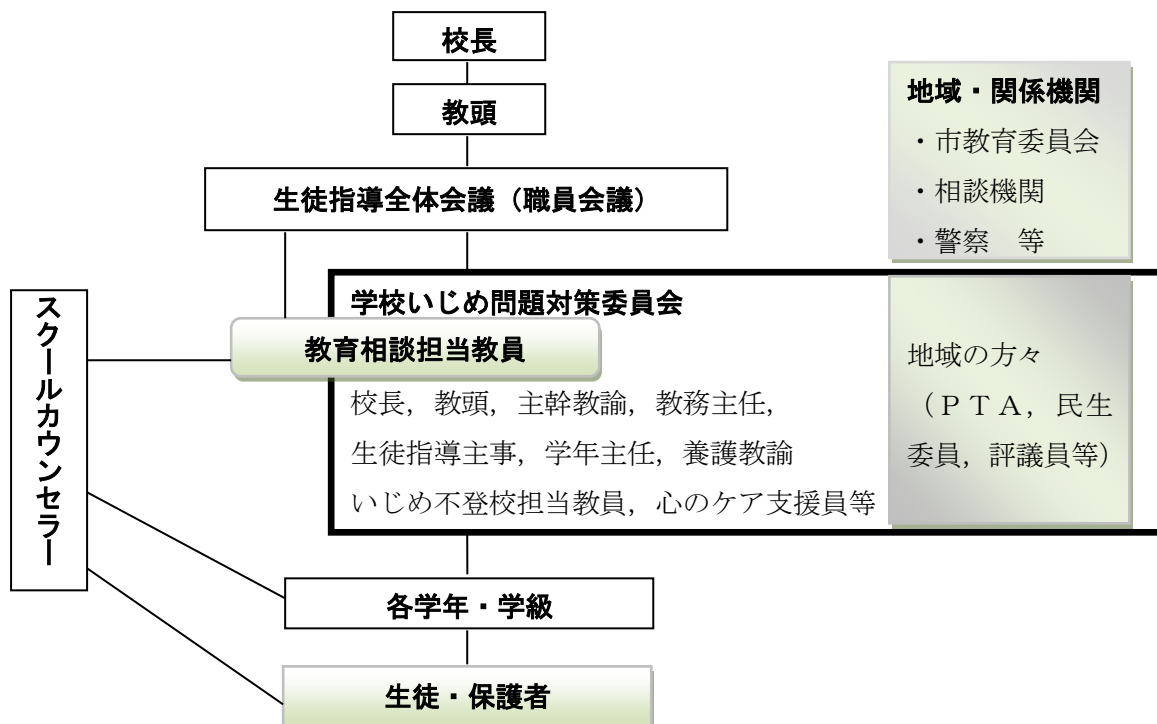 校長
教頭
生徒指導全体会議（職員会議）
地域・関係機関
・市教育委員会
・相談機関
・警察　等
スクールカウンセラー
学校いじめ問題対策委員会
教育相談担当教員
校長，教頭，主幹教諭，教務主任，
生徒指導主事，学年主任，養護教諭
いじめ不登校担当教員，心のケア支援員等
地域の方々
（ＰＴＡ，民生
委員，評議員等）
各学年・学級
生徒・保護者